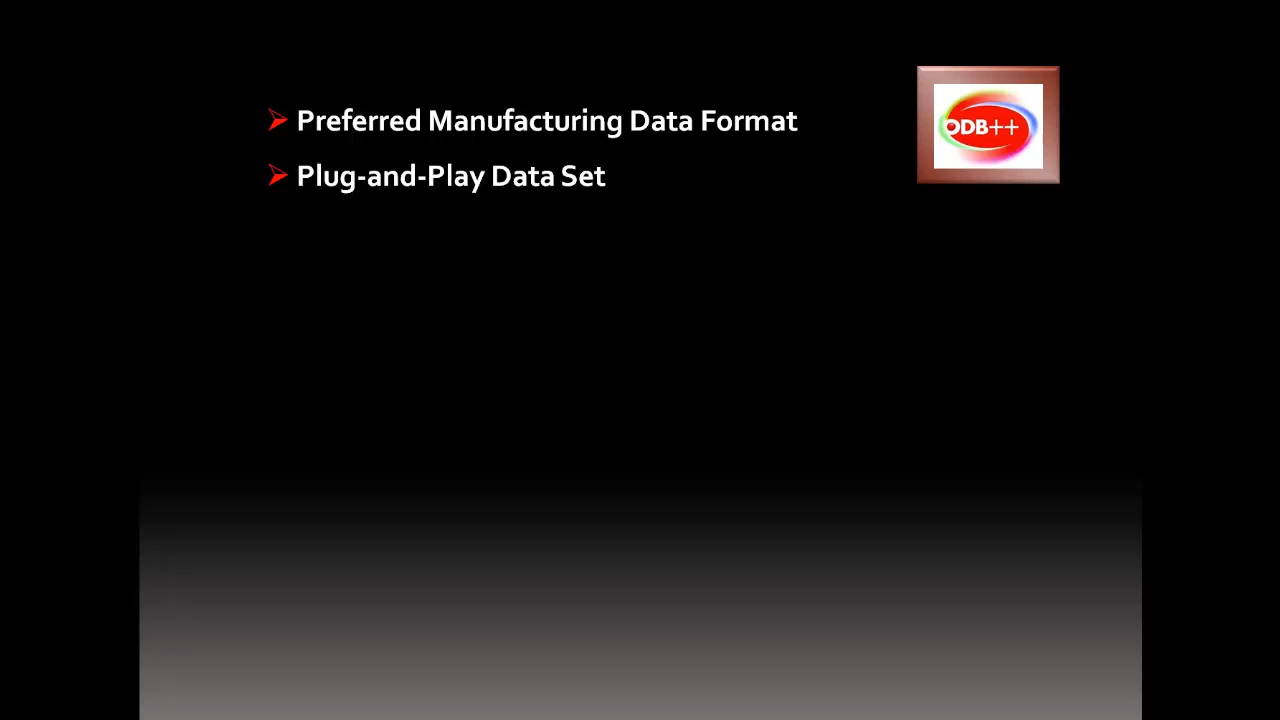 Preferred Manufacturing Data Format
ODB++
Plug-and-Play Data Set